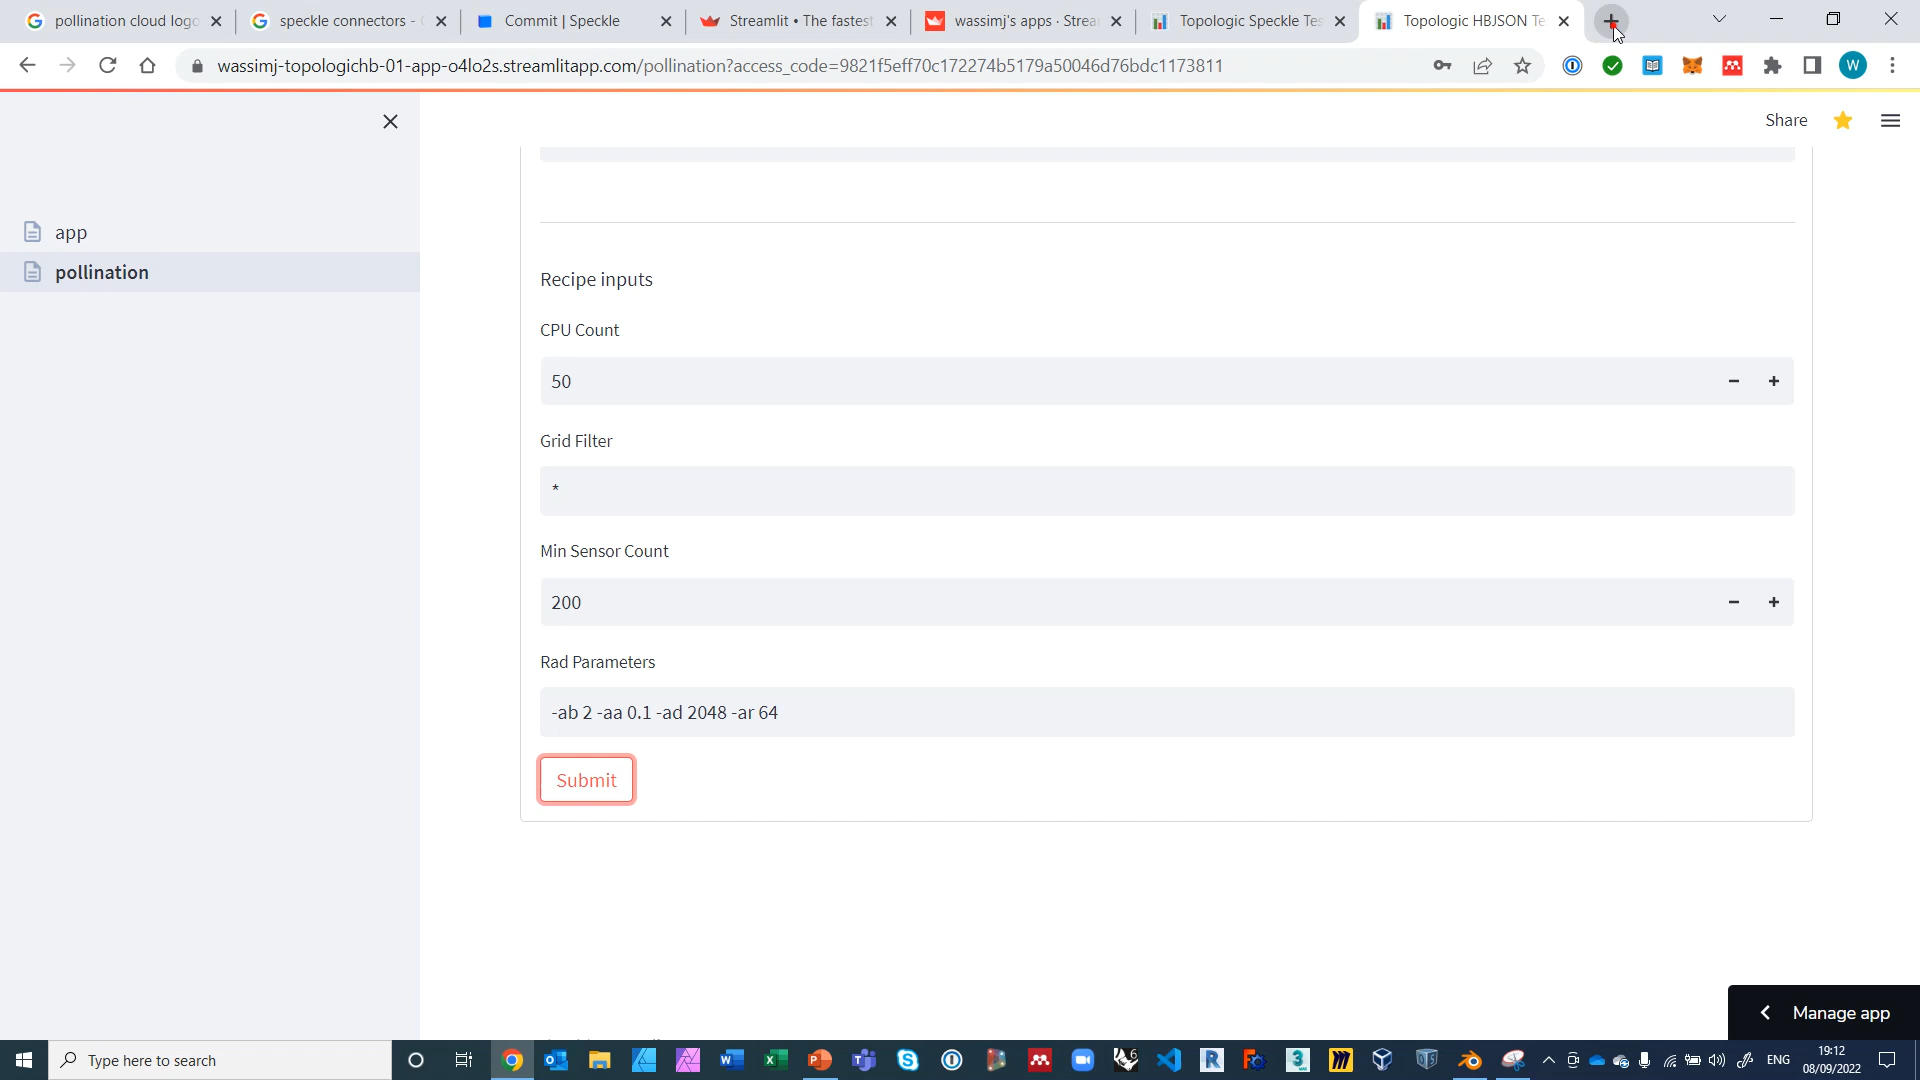 pollination cloud logo
speckle connectors -
Commit | Speckle
Streamlit • The fastest
wassimj's apps · Strea
Topologic Speckle Tes
Topologic HBJSON Te
wassimj-topologichb-01-app-o4lo2s.streamlitapp.com/pollination?access_code=9821f5eff70c172274b5179a50046d76bdc1173811
W
Share
app
pollination
Recipe inputs
CPU Count
50
Grid Filter
*
Min Sensor Count
200
Rad Parameters
-ab 2 -aa 0.1 -ad 2048 -ar 64
Submit
Manage app
Type here to search
ENG
19:12
08/09/2022